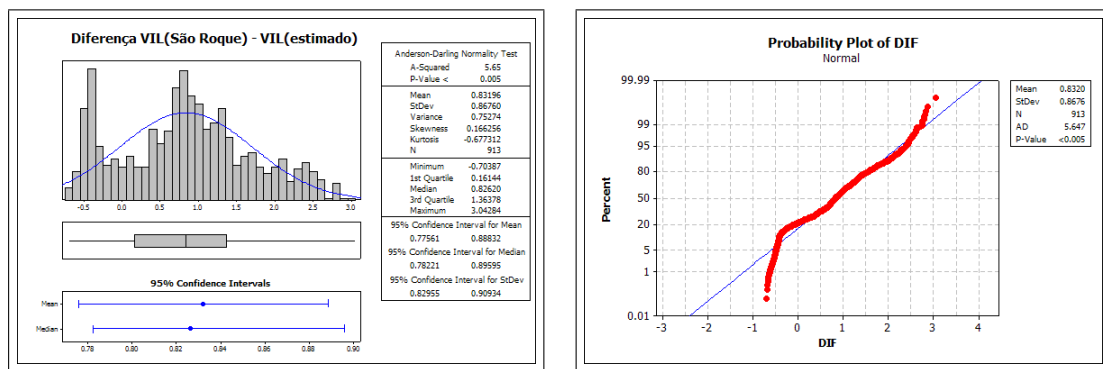 Diferença VIL(São Roque) - VIL(estimado)
-0.5 0.0 0.5 1.0 1.5 2.0 2.5 3.0
Anderson-Darling Normality Test
A-Squared 5.65
P-Value < 0.005
Mean 0.83196
StDev 0.86760
Variance 0.75274
Skewness 0.166256
Kurtosis -0.677312
N 913
Minimum -0.70387
1st Quartile 0.16144
Median 0.82620
3rd Quartile 1.36378
Maximum 3.04284
95% Confidence Interval for Mean
0.77561 0.88832
95% Confidence Interval for Median
0.78221 0.89595
95% Confidence Interval for StDev
0.82955 0.90934
95% Confidence Intervals
Mean
Median
0.78 0.80 0.82 0.84 0.86 0.88 0.90
Probability Plot of DIF
Normal
Percent
99.99
99
95
80
50
20
5
1
0.01
-3 -2 -1 0 1 2 3 4
DIF
Mean 0.8320
StDev 0.8676
N 913
AD 5.647
P-Value <0.005